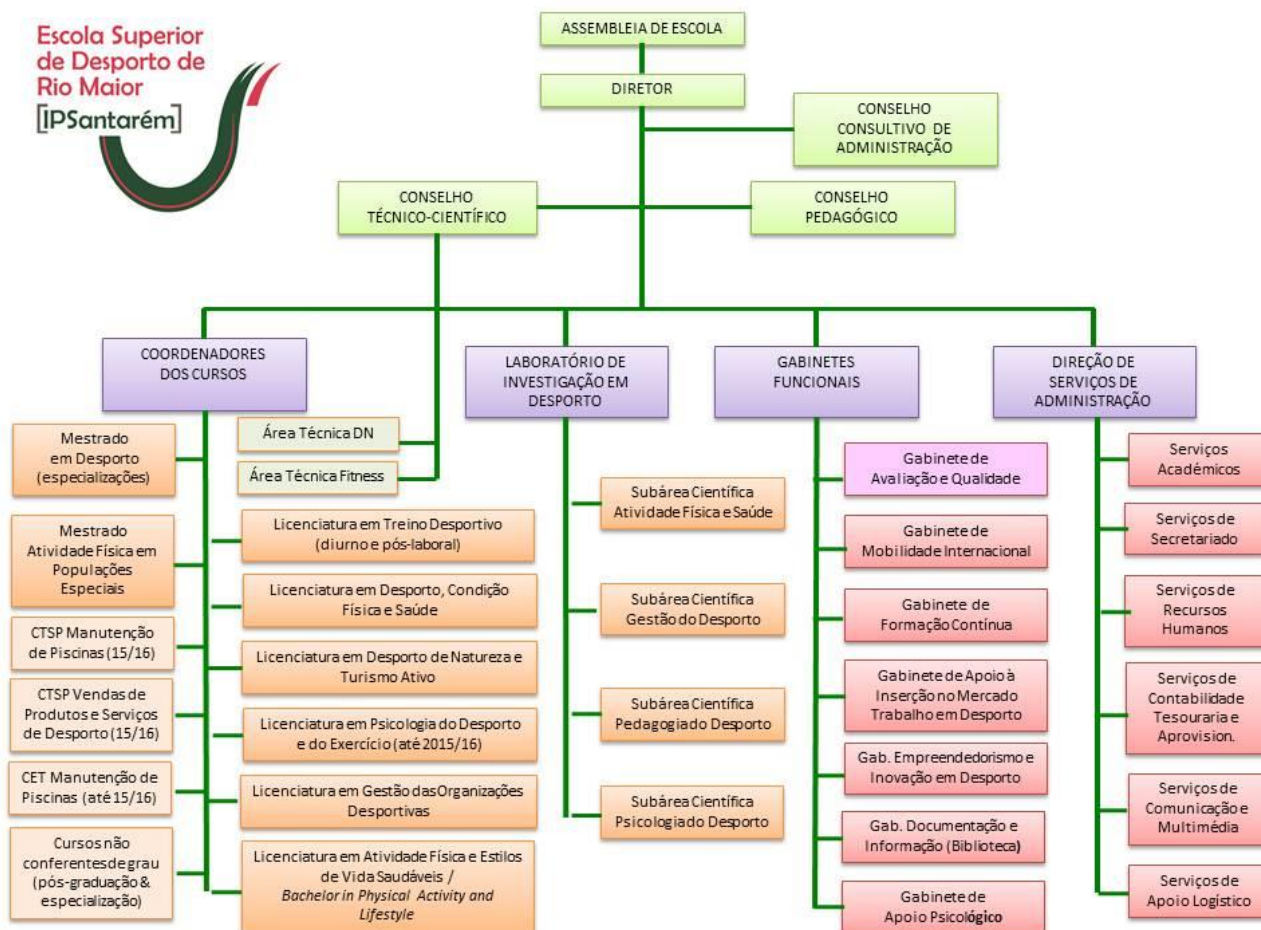 Escola Superior
de Desporto de
Rio Maior
[IPSantarém]
ASSEMBLEIA DE ESCOLA
DIRETOR
CONSELHO
CONSULTIVO DE
ADMINISTRAÇÃO
CONSELHO
TÉCNICO-CIENTÍFICO
CONSELHO
PEDAGÓGICO
COORDENADORES
DOS CURSOS
LABORATÓRIO DE
INVESTIGAÇÃO EM
DESPORTO
GABINETES
FUNCIONAIS
DIREÇÃO DE
SERVIÇOS DE
ADMINISTRAÇÃO
Mestrado
em Desporto
(especializações)
Mestrado
Atividade Física em
Populações
Especiais
CTSP Manutenção
de Piscinas (15/16)
CTSP Vendas de
Produtos e Serviços
de Desporto (15/16)
CET Manutenção de
Piscinas (até 15/16)
Cursos não
conferentes de grau
(pós-graduação &
especialização)
Área Técnica DN
Área Técnica Fitness
Licenciatura em Treino Desportivo
(diurno e pós-laboral)
Licenciatura em Desporto, Condição
Física e Saúde
Licenciatura em Desporto de Natureza e
Turismo Ativo
Licenciatura em Psicologia do Desporto
e do Exercício (até 2015/16)
Licenciatura em Gestão das Organizações
Desportivas
Licenciatura em Atividade Física e Estilos
de Vida Saudáveis /
Bachelor in Physical Activity and
Lifestyle
Subárea Científica
Atividade Física e Saúde
Subárea Científica
Gestão do Desporto
Subárea Científica
Pedagogia do Desporto
Subárea Científica
Psicologia do Desporto
Gabinete de
Avaliação e Qualidade
Gabinete de
Mobilidade Internacional
Gabinete de
Formação Contínua
Gabinete de Apoio à
Inserção no Mercado
Trabalho em Desporto
Gab. Empreendedorismo e
Inovação em Desporto
Gab. Documentação e
Informação (Biblioteca)
Gabinete de
Apoio Psicológico
Serviços
Académicos
Serviços de
Secretariado
Serviços de
Recursos
Humanos
Serviços de
Contabilidade
Tesouraria e
Aprovision.
Serviços de
Comunicação e
Multimédia
Serviços de
Apoio Logístico